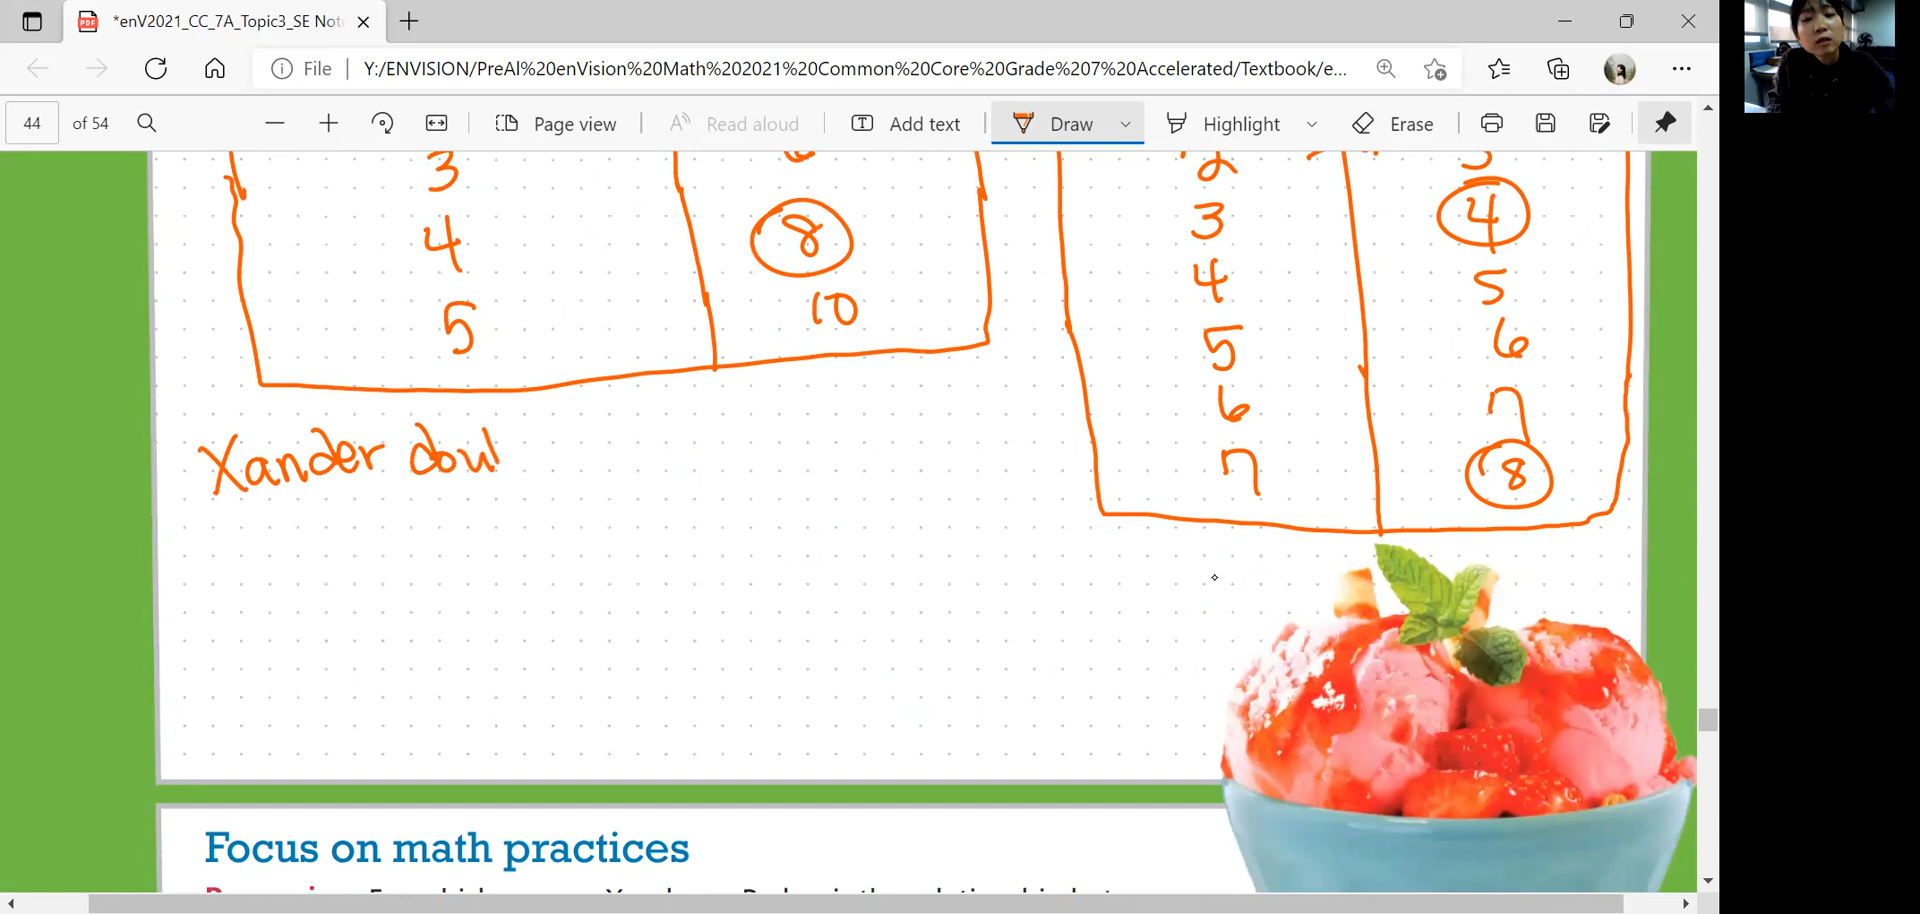 *enV2021_CC_7A_Topic3_SE Not
File Y:/ENVISION/PreAl%20enVision%20Math%202021%20Common%20Core%20Grade%207%20Accelerated/Textbook/e...
44 of 54 Page view Read aloud Add text Draw Highlight Erase
3
4 8
5 10
2 3
3 4
4 5
5 6
6 7
7 8
Xander doul
Focus on math practices